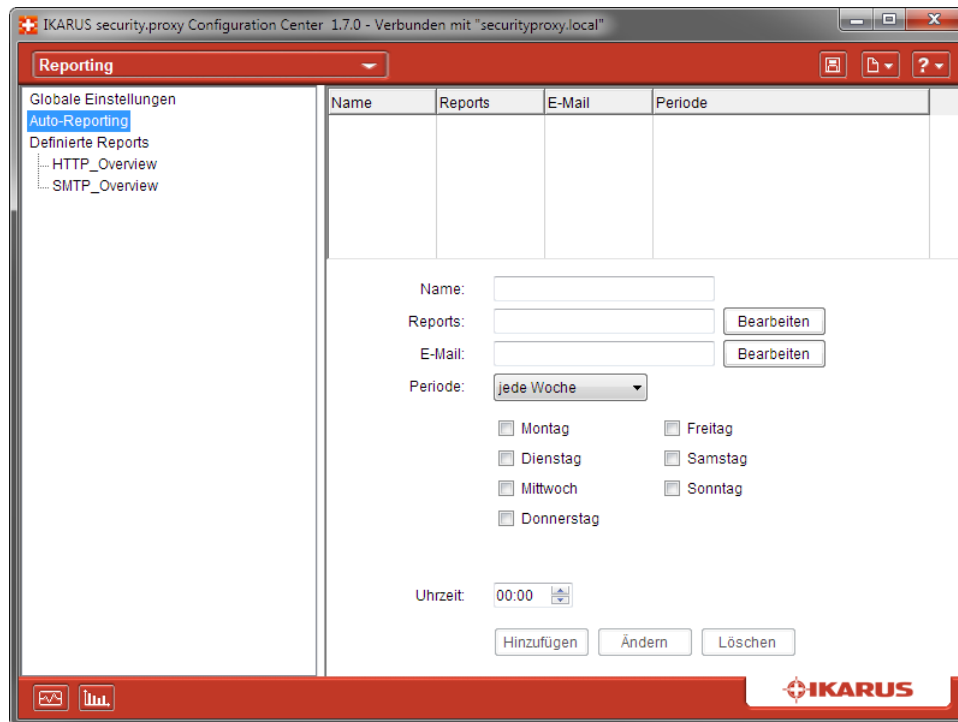 IKARUS security.proxy Configuration Center 1.7.0 - Verbunden mit "securityproxy.local"
Reporting
?
Globale Einstellungen
Auto-Reporting
Definierte Reports
HTTP_Overview
SMTP_Overview
Name Reports E-Mail Periode
Name:
Reports: Bearbeiten
E-Mail: Bearbeiten
Periode: jede Woche
Montag Freitag
Dienstag Samstag
Mittwoch Sonntag
Donnerstag
Uhrzeit: 00:00
Hinzufügen Ändern Löschen
IKARUS